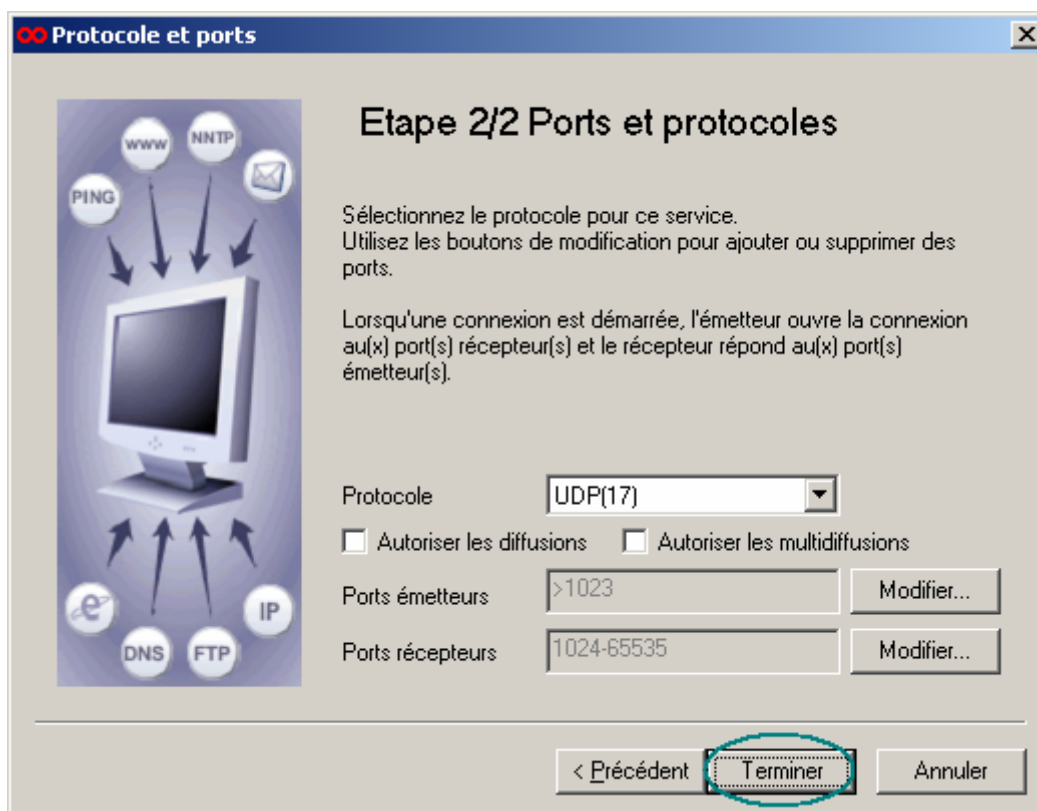 Protocole et ports
Etape 2/2 Ports et protocoles
www
NNTP
PING
Sélectionnez le protocole pour ce service.
Utilisez les boutons de modification pour ajouter ou supprimer des
ports.
Lorsqu'une connexion est démarrée, l'émetteur ouvre la connexion
au(x) port(s) récepteur(s) et le récepteur répond au(x) port(s)
émetteur(s).
Protocole UDP(17)
Autoriser les diffusions Autoriser les multidiffusions
Ports émetteurs >1023 Modifier...
Ports récepteurs 1024-65535 Modifier...
e
IP
DNS
FTP
< Précédent Terminer Annuler